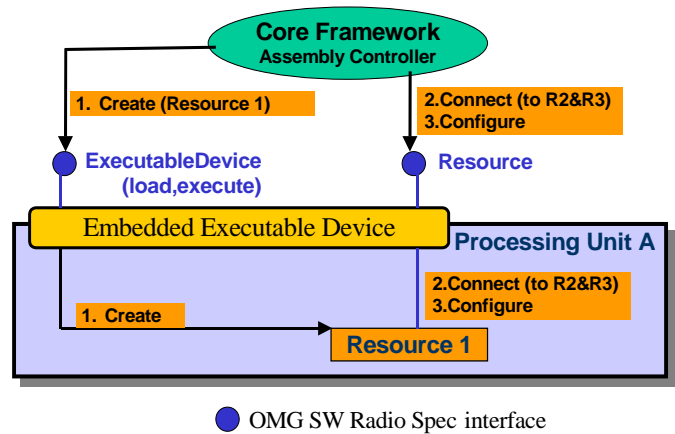 Core Framework
Assembly Controller
1. Create (Resource 1)
2.Connect (to R2&R3)
3.Configure
ExecutableDevice
(load,execute)
Resource
Embedded Executable Device
Processing Unit A
2.Connect (to R2&R3)
3.Configure
1. Create
Resource 1
OMG SW Radio Spec interface